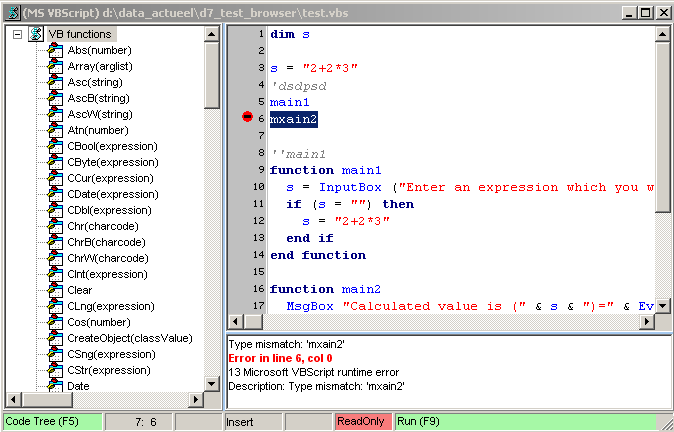 (MS VBScript) d:\data_actueel\d7_test_browser\test.vbs
VB functions
Abs(number)
Array(arglist)
Asc(string)
AscB(string)
AscW(string)
Atn(number)
CBool(expression)
CByte(expression)
CCur(expression)
CDate(expression)
CDbl(expression)
Chr(charcode)
ChrB(charcode)
ChrW(charcode)
CInt(expression)
Clear
CLng(expression)
Cos(number)
CreateObject(classValue)
CSng(expression)
CStr(expression)
Date
1 dim s
2
3 s = "2+2*3"
4 'dsdpsd
5 main1
6 mxain2
7
8 ''main1
9 function main1
10 s = InputBox ("Enter an expression which you w
11 if (s = "") then
12 s = "2+2*3"
13 end if
14 end function
15
16 function main2
17 MsgBox "Calculated value is (" & s & ")=" & Ev
Type mismatch: 'mxain2'
Error in line 6, col 0
13 Microsoft VBScript runtime error
Description: Type mismatch: 'mxain2'
Code Tree (F5) 7: 6 Insert ReadOnly Run (F9)